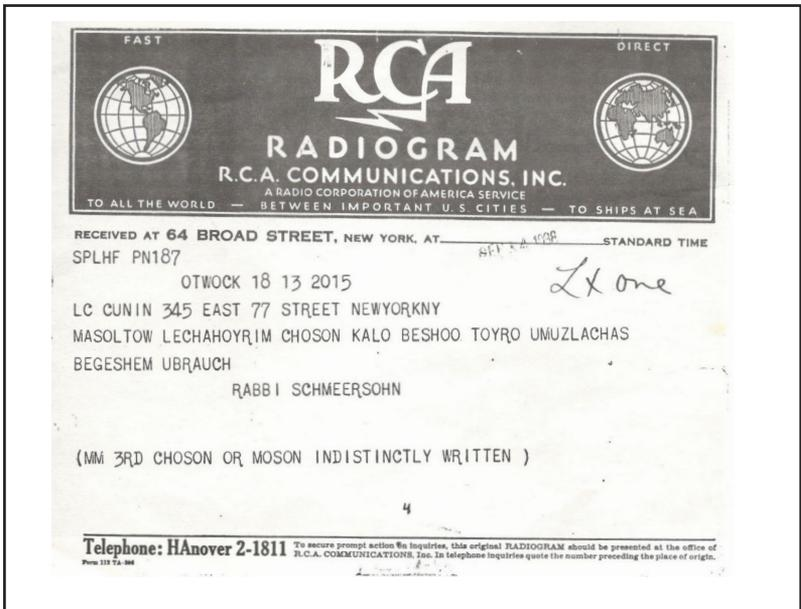 FAST
DIRECT
RCA
RADIOGRAM
R.C.A. COMMUNICATIONS, INC.
A RADIO CORPORATION OF AMERICA SERVICE
TO ALL THE WORLD — BETWEEN IMPORTANT U.S. CITIES — TO SHIPS AT SEA
RECEIVED AT 64 BROAD STREET, NEW YORK, AT STANDARD TIME
SPLHF PN187
OTWOCK 18 13 2015
LX one
LC CUNIN 345 EAST 77 STREET NEWYORKNY
MASOLTOW LECHAHOYRIM CHOSON KALO BESHOO TOYRO UMUZLACHAS
BEGESHEM UBRAUCH
RABBI SCHMEERSOHN
(MM 3RD CHOSON OR MOSON INDISTINCTLY WRITTEN )
4
Telephone: HAnover 2-1811 To secure prompt action on inquiries, this original RADIOGRAM should be presented at the office of
R.C.A. COMMUNICATIONS, Inc. In telephone inquiries quote the number preceding the place of origin.
Form 112 TA